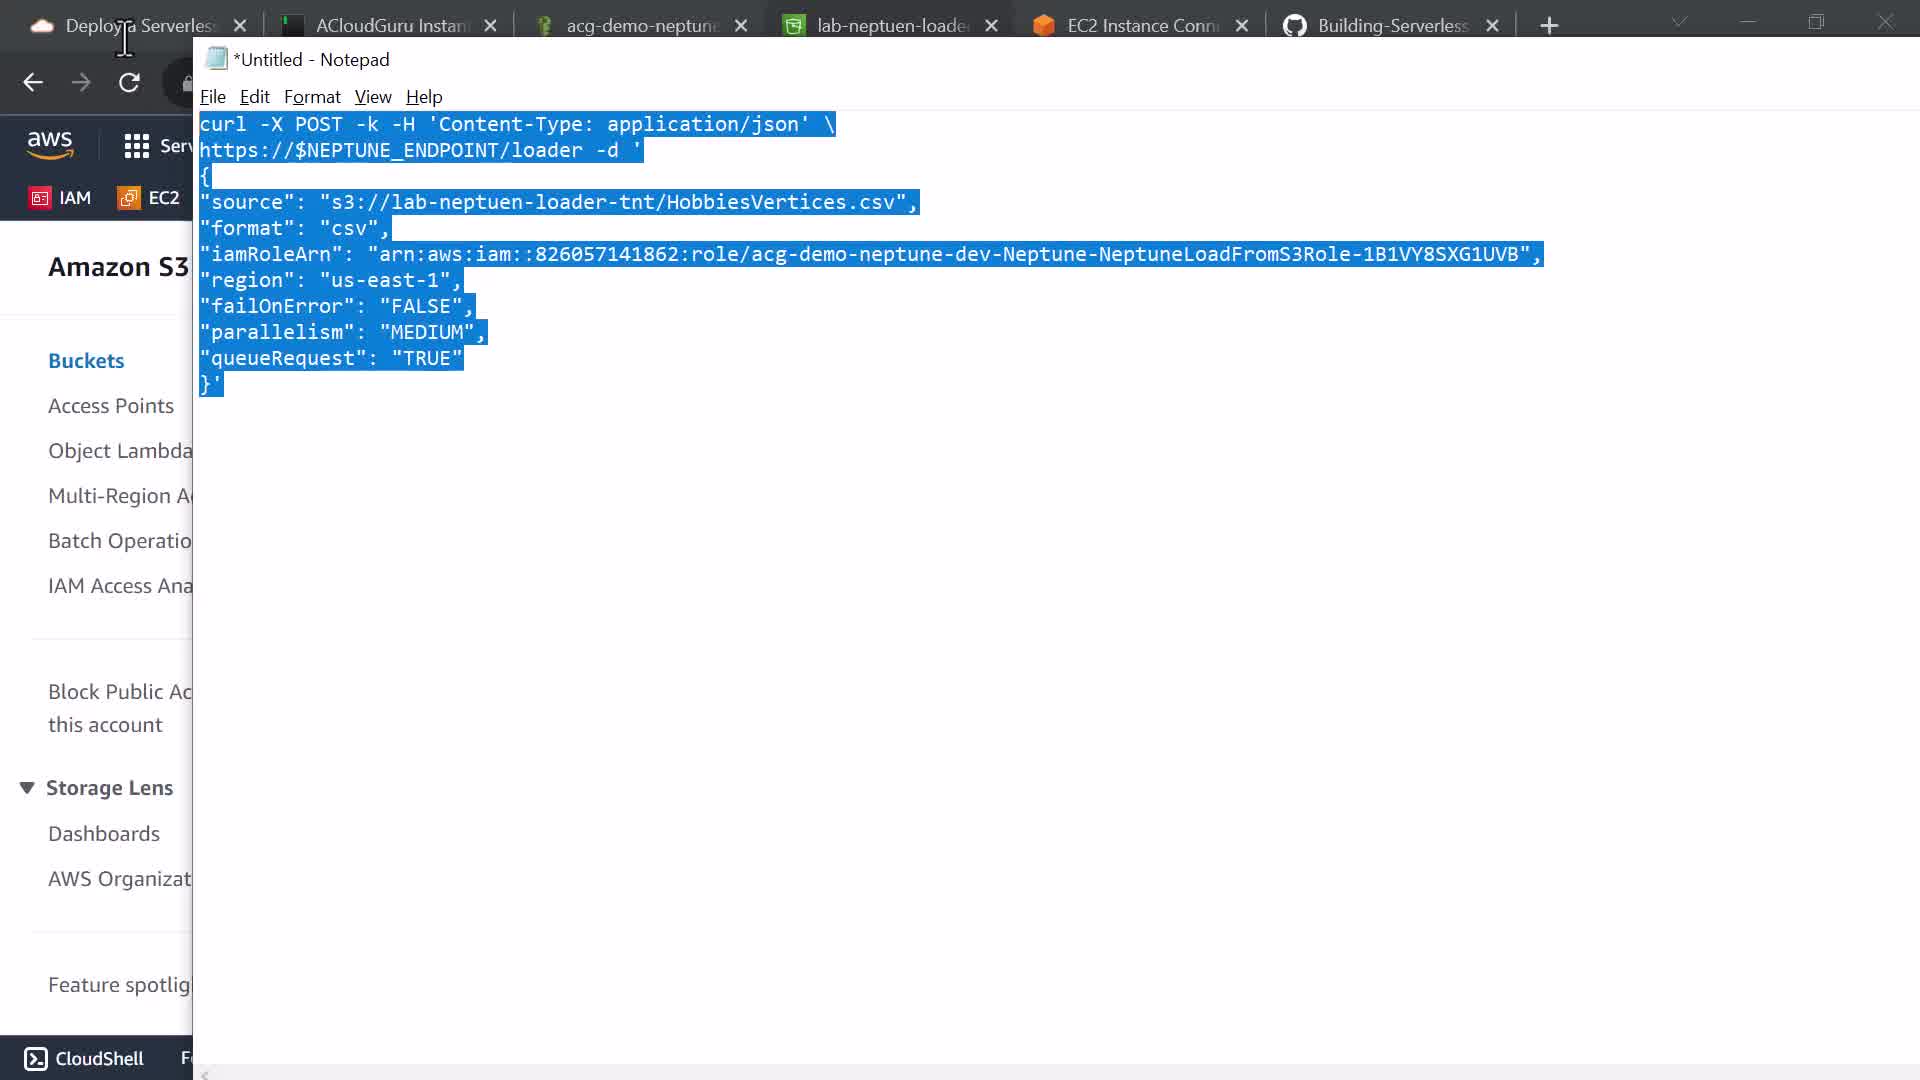 Deploy a Serverless
ACloudGuru Instan
acg-demo-neptune
lab-neptuen-loade
EC2 Instance Conn
Building-Serverless
*Untitled - Notepad
File Edit Format View Help
aws
Serv
IAM
EC2
curl -X POST -k -H 'Content-Type: application/json' \
https://$NEPTUNE_ENDPOINT/loader -d '
{
"source": "s3://lab-neptuen-loader-tnt/HobbiesVertices.csv",
"format": "csv",
"iamRoleArn": "arn:aws:iam::826057141862:role/acg-demo-neptune-dev-Neptune-NeptuneLoadFromS3Role-1B1VY8SXG1UVB",
"region": "us-east-1",
"failOnError": "FALSE",
"parallelism": "MEDIUM",
"queueRequest": "TRUE"
}'
Amazon S3
Buckets
Access Points
Object Lambda
Multi-Region A
Batch Operatio
IAM Access Ana
Block Public Ac
this account
Storage Lens
Dashboards
AWS Organizat
Feature spotlig
CloudShell
F